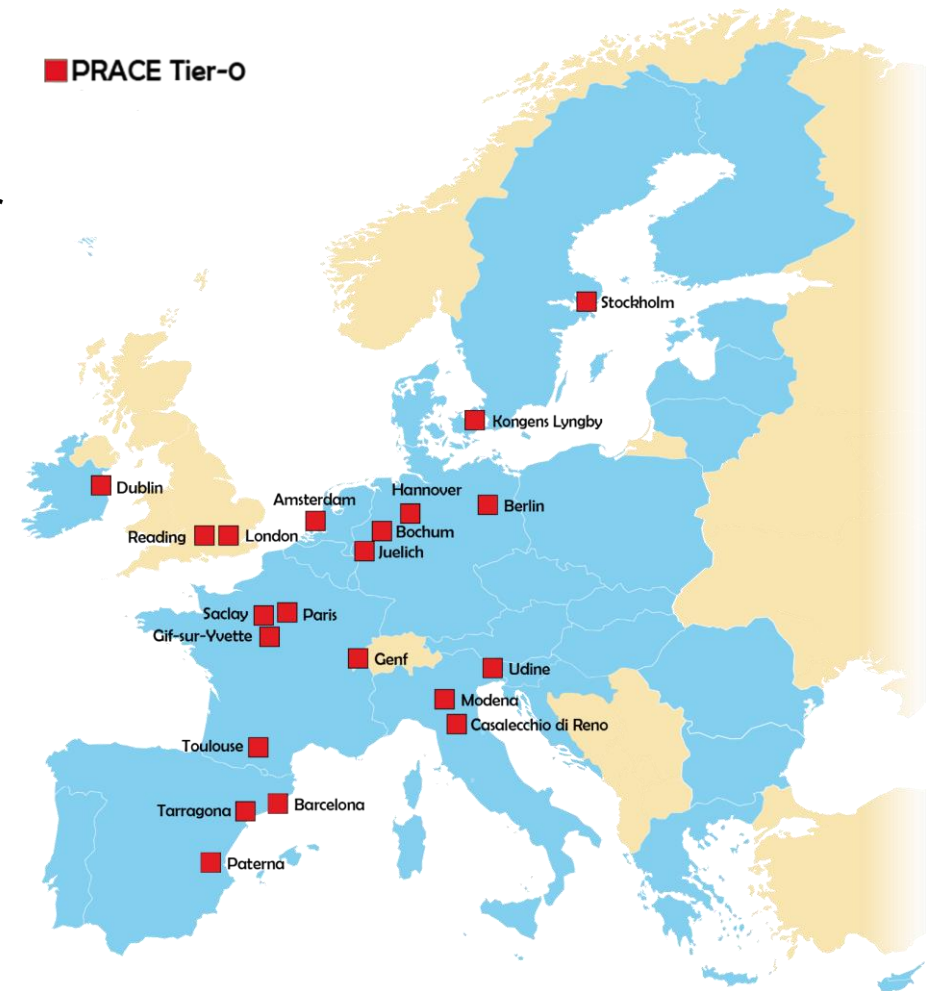 PRACE Tier-0
Stockholm
Kongens Lyngby
Dublin
Amsterdam
Hannover
Berlin
Reading
London
Bochum
Juelich
Saclay
Paris
Gif-sur-Yvette
Genf
Udine
Modena
Casalecchio di Reno
Toulouse
Tarragona
Barcelona
Paterna